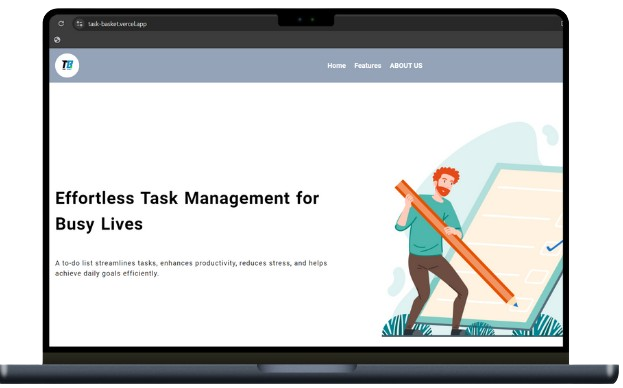 task-basket.vercel.app
TB
Home Features ABOUT US
Effortless Task Management for
Busy Lives
A to-do list streamlines tasks, enhances productivity, reduces stress, and helps
achieve daily goals efficiently.